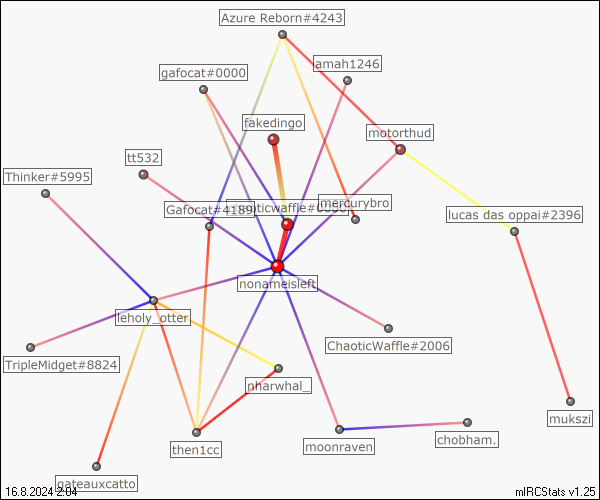 Azure Reborn#4243
amah1246
gafocat#0000
fakedingo
motorthud
tt532
Thinker#5995
mercurybro
Gafocat#4189
lucas das oppai#2396
nonameisleft
leholy_otter
ChaoticWaffle#2006
TripleMidget#8824
nharwhal_
mukszi
chobham.
moonraven
then1cc
gateauxcatto
16.8.2024 2:04
mIRCStats v1.25